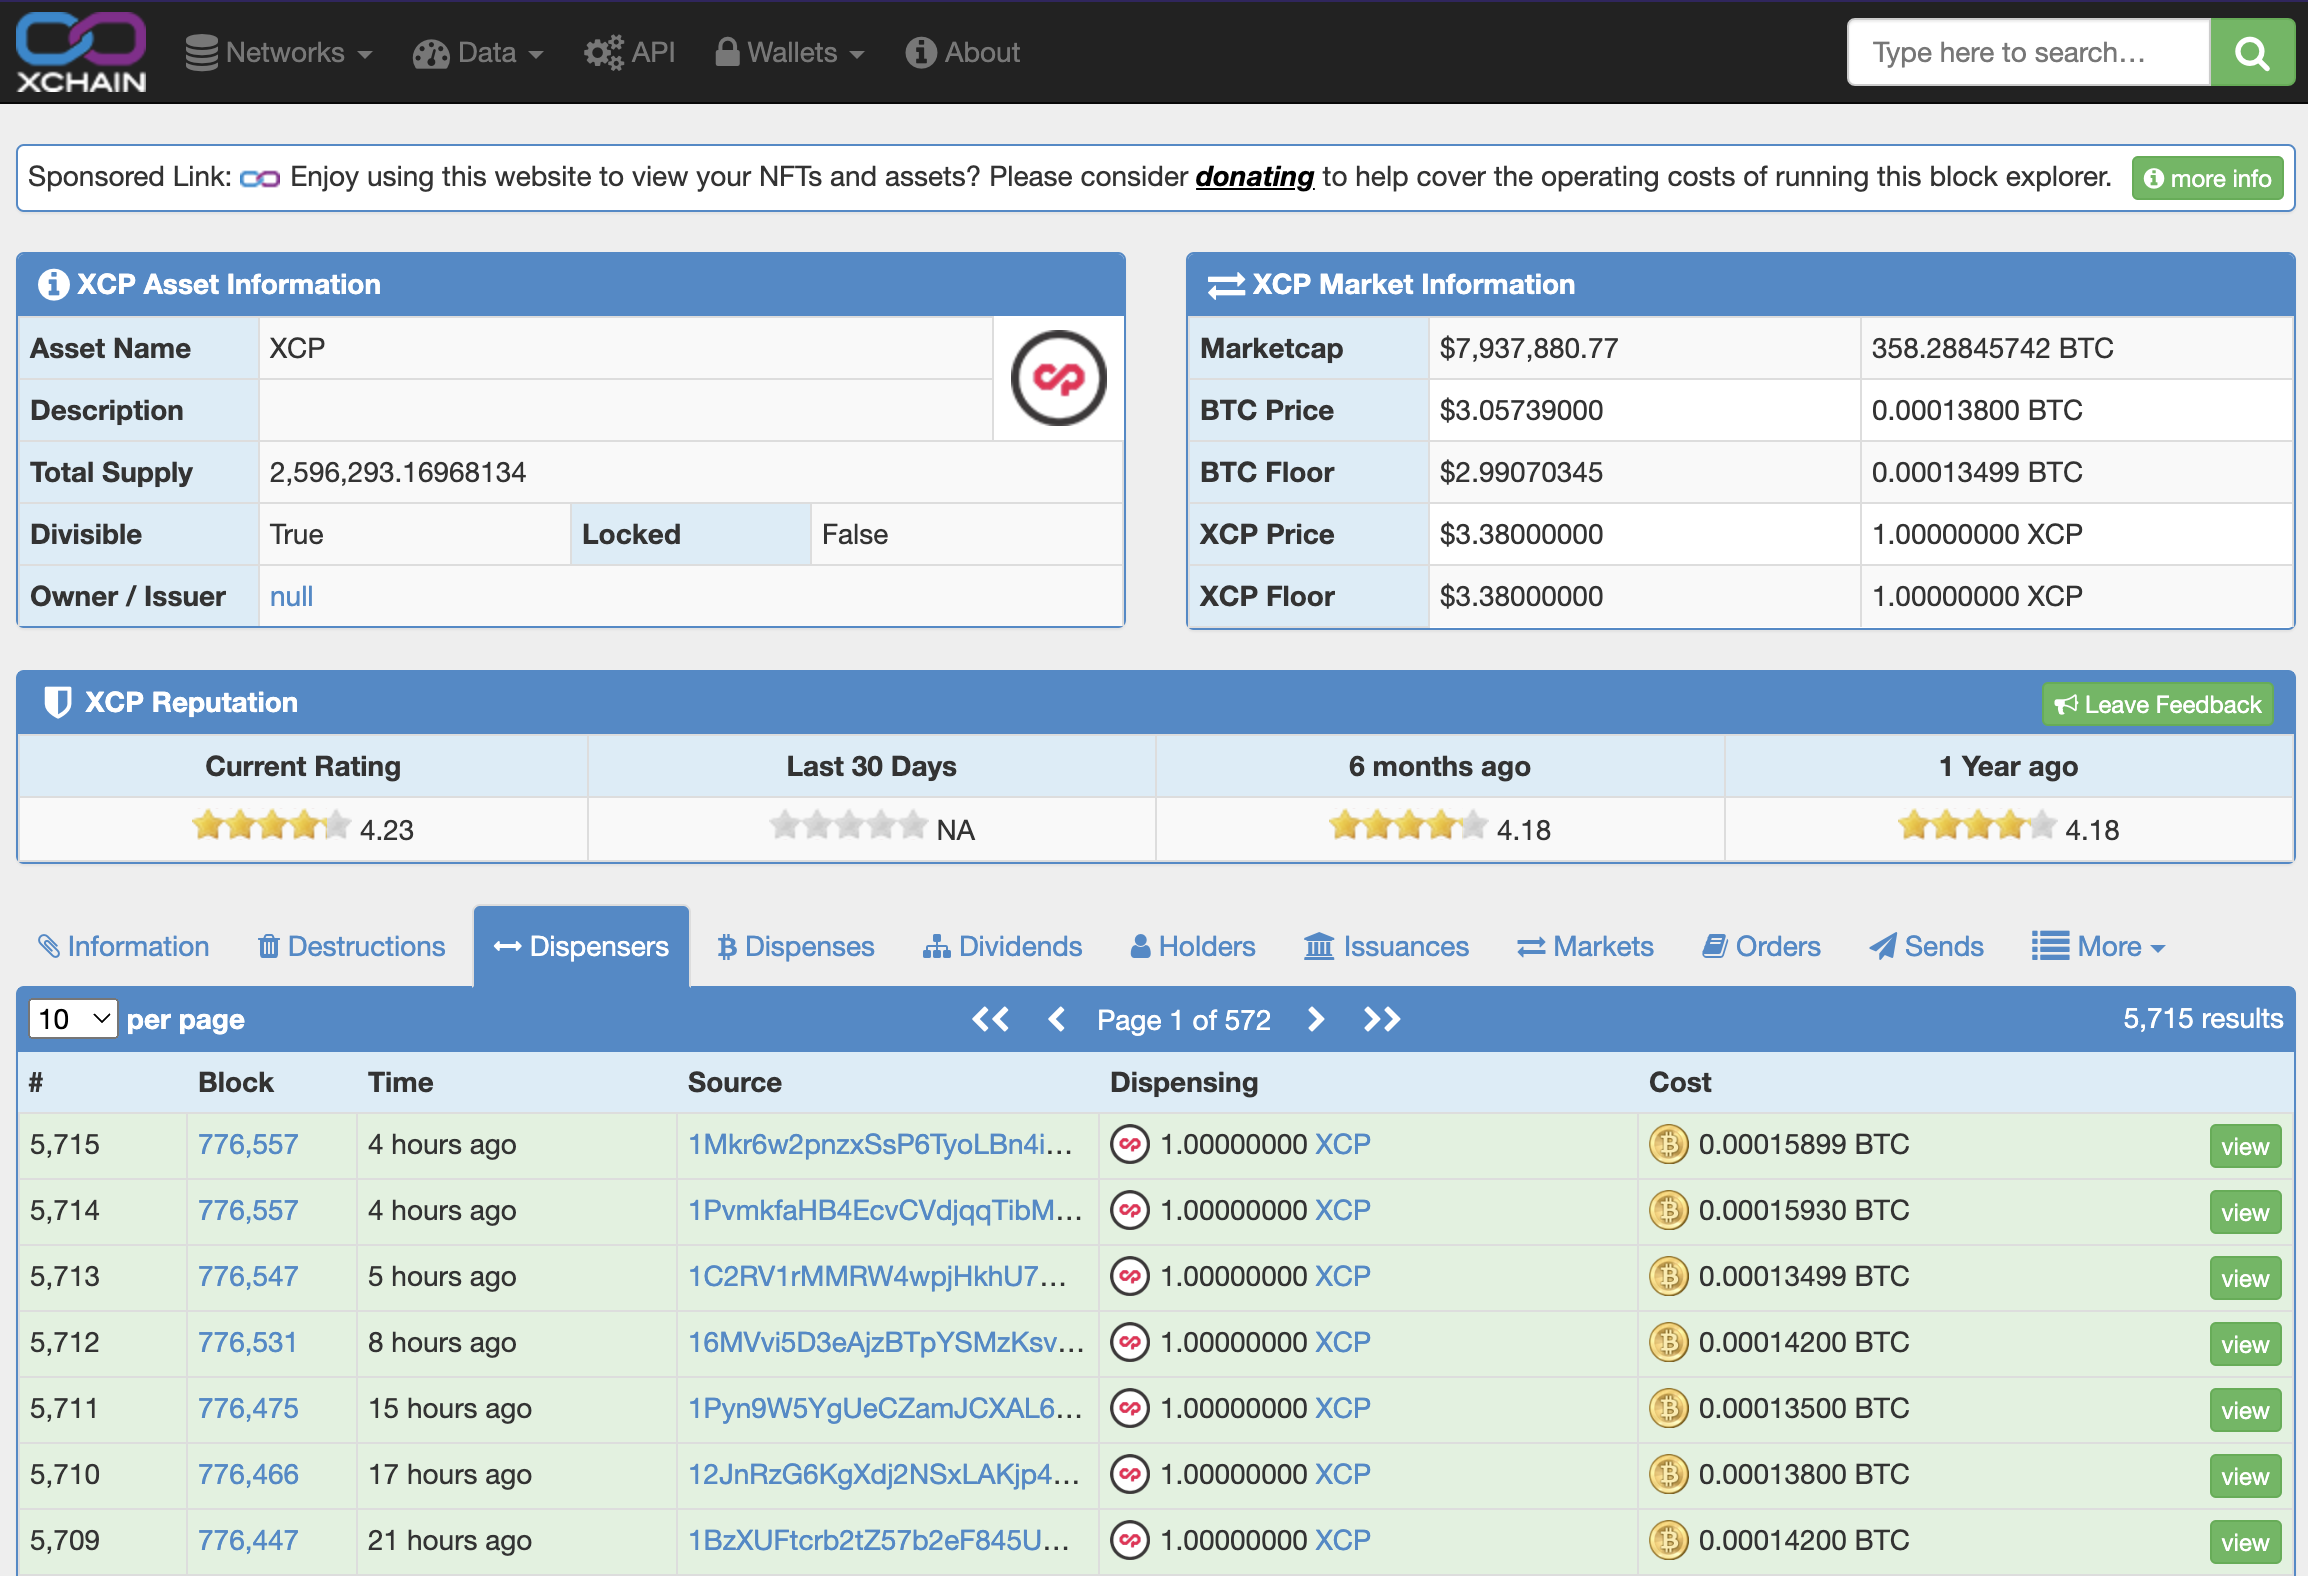 XCHAIN
Networks Data API Wallets About
Type here to search...
Sponsored Link: Enjoy using this website to view your NFTs and assets? Please consider donating to help cover the operating costs of running this block explorer. more info
XCP Asset Information
Asset Name XCP
Description
Total Supply 2,596,293.16968134
Divisible True Locked False
Owner / Issuer null
XCP Market Information
Marketcap $7,937,880.77 358.28845742 BTC
BTC Price $3.05739000 0.00013800 BTC
BTC Floor $2.99070345 0.00013499 BTC
XCP Price $3.38000000 1.00000000 XCP
XCP Floor $3.38000000 1.00000000 XCP
XCP Reputation Leave Feedback
Current Rating Last 30 Days 6 months ago 1 Year ago
4.23 NA 4.18 4.18
Information Destructions Dispensers Dispenses Dividends Holders Issuances Markets Orders Sends More
10 per page Page 1 of 572 5,715 results
# Block Time Source Dispensing Cost
5,715 776,557 4 hours ago 1Mkr6w2pnzxSsP6TyoLBn4i... 1.00000000 XCP 0.00015899 BTC view
5,714 776,557 4 hours ago 1PvmkfaHB4EcvCVdjqqTibM... 1.00000000 XCP 0.00015930 BTC view
5,713 776,547 5 hours ago 1C2RV1rMMRW4wpjHkhU7... 1.00000000 XCP 0.00013499 BTC view
5,712 776,531 8 hours ago 16MVvi5D3eAjzBTpYSMzKsv... 1.00000000 XCP 0.00014200 BTC view
5,711 776,475 15 hours ago 1Pyn9W5YgUeCZamJCXAL6... 1.00000000 XCP 0.00013500 BTC view
5,710 776,466 17 hours ago 12JnRzG6KgXdj2NSxLAKjp4... 1.00000000 XCP 0.00013800 BTC view
5,709 776,447 21 hours ago 1BzXUFtcrb2tZ57b2eF845U... 1.00000000 XCP 0.00014200 BTC view